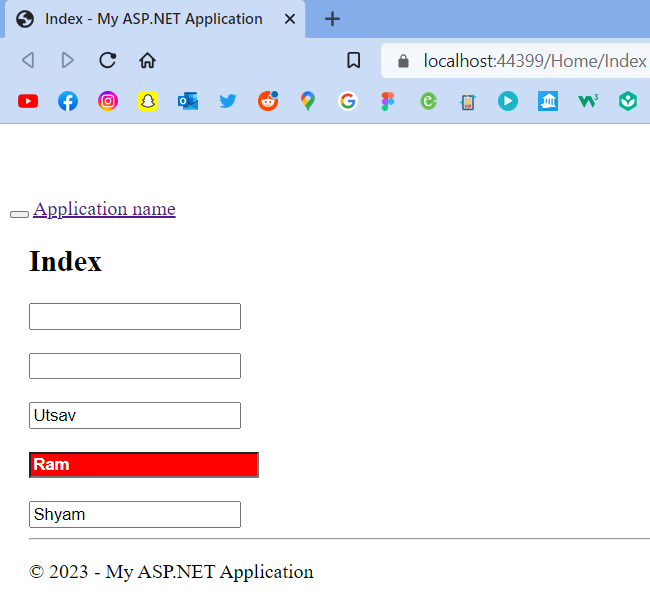 Index - My ASP.NET Application
localhost:44399/Home/Index
Application name
Index
Utsav
Ram
Shyam
© 2023 - My ASP.NET Application